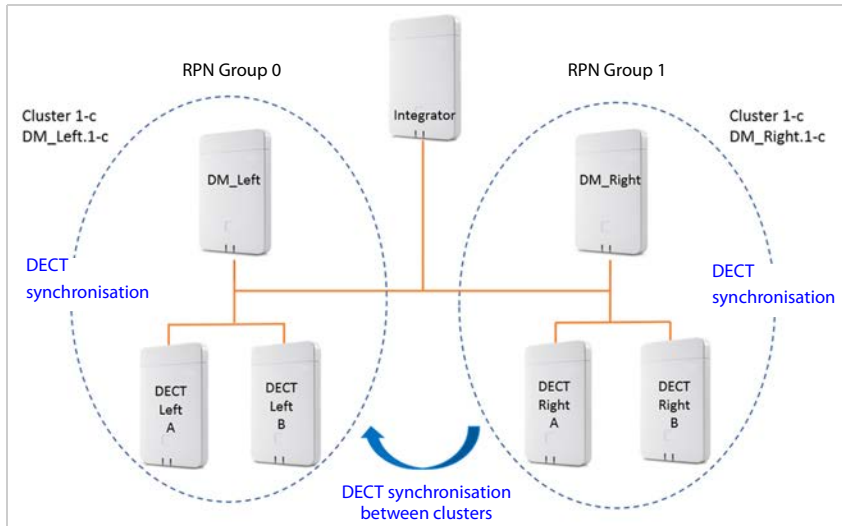 RPN Group 0
RPN Group 1
Integrator
Cluster 1-c
DM_Left.1-c
Cluster 1-c
DM_Right.1-c
DM_Left
DM_Right
DECT
synchronisation
DECT
synchronisation
DECT
Left
A
DECT
Left
B
DECT
Right
A
DECT
Right
B
DECT synchronisation
between clusters